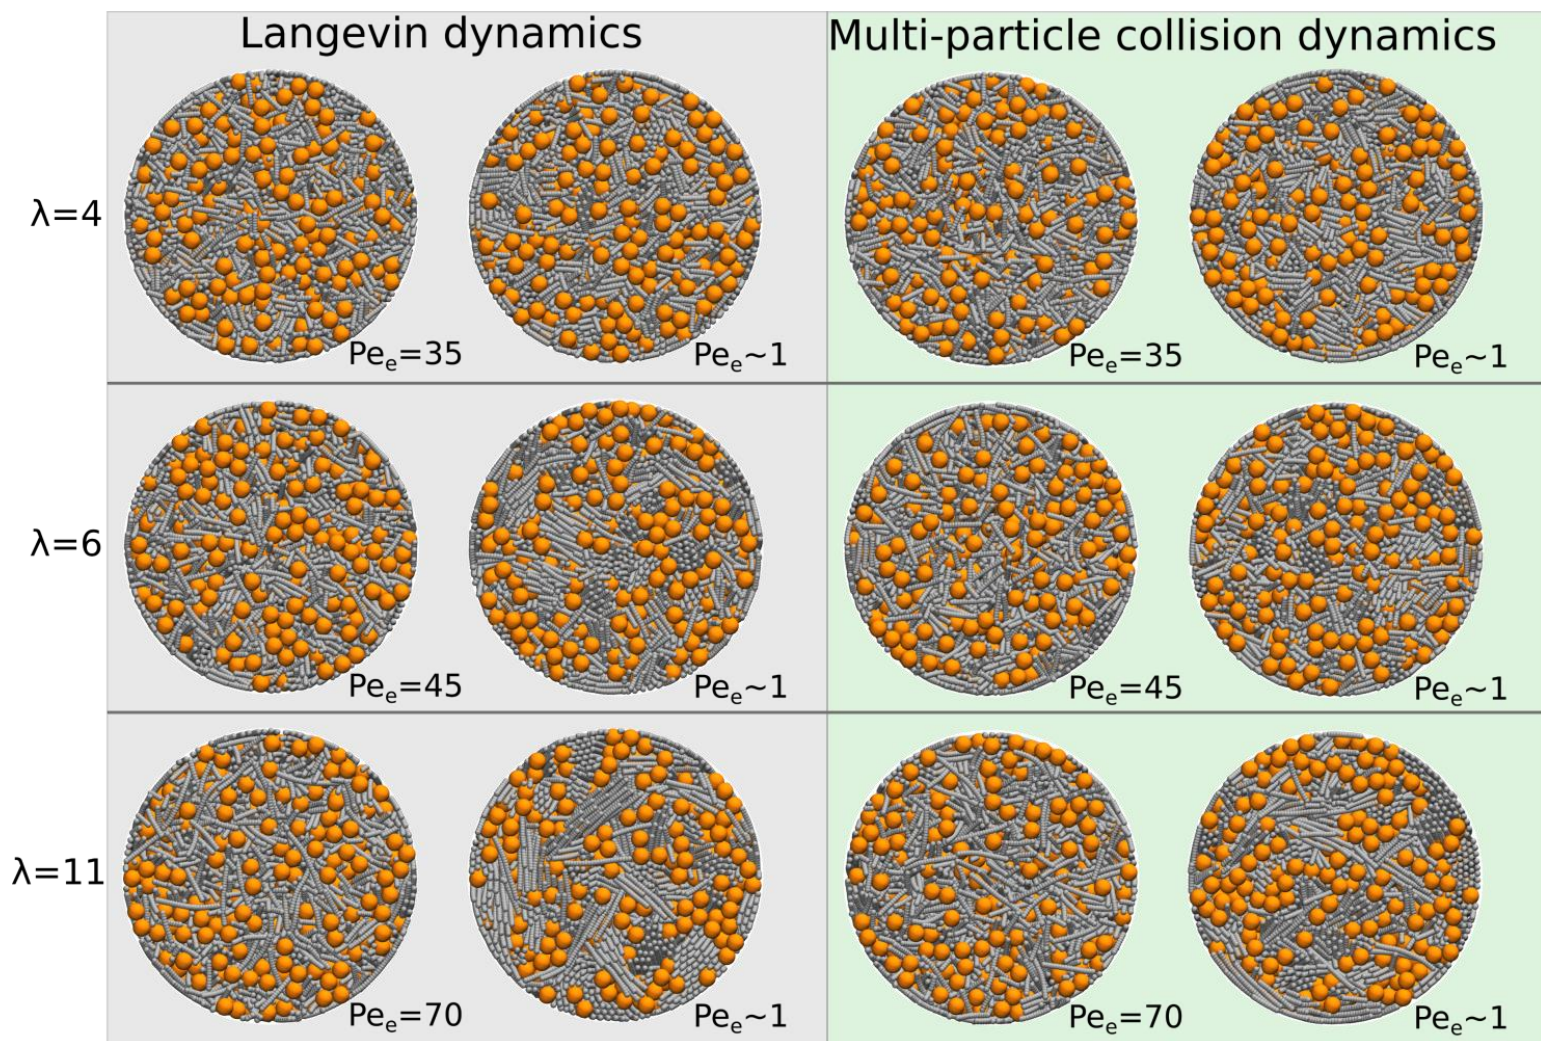 Langevin dynamics
Multi-particle collision dynamics
λ=4
Peₑ=35
Peₑ~1
Peₑ=35
Peₑ~1
λ=6
Peₑ=45
Peₑ~1
Peₑ=45
Peₑ~1
λ=11
Peₑ=70
Peₑ~1
Peₑ=70
Peₑ~1